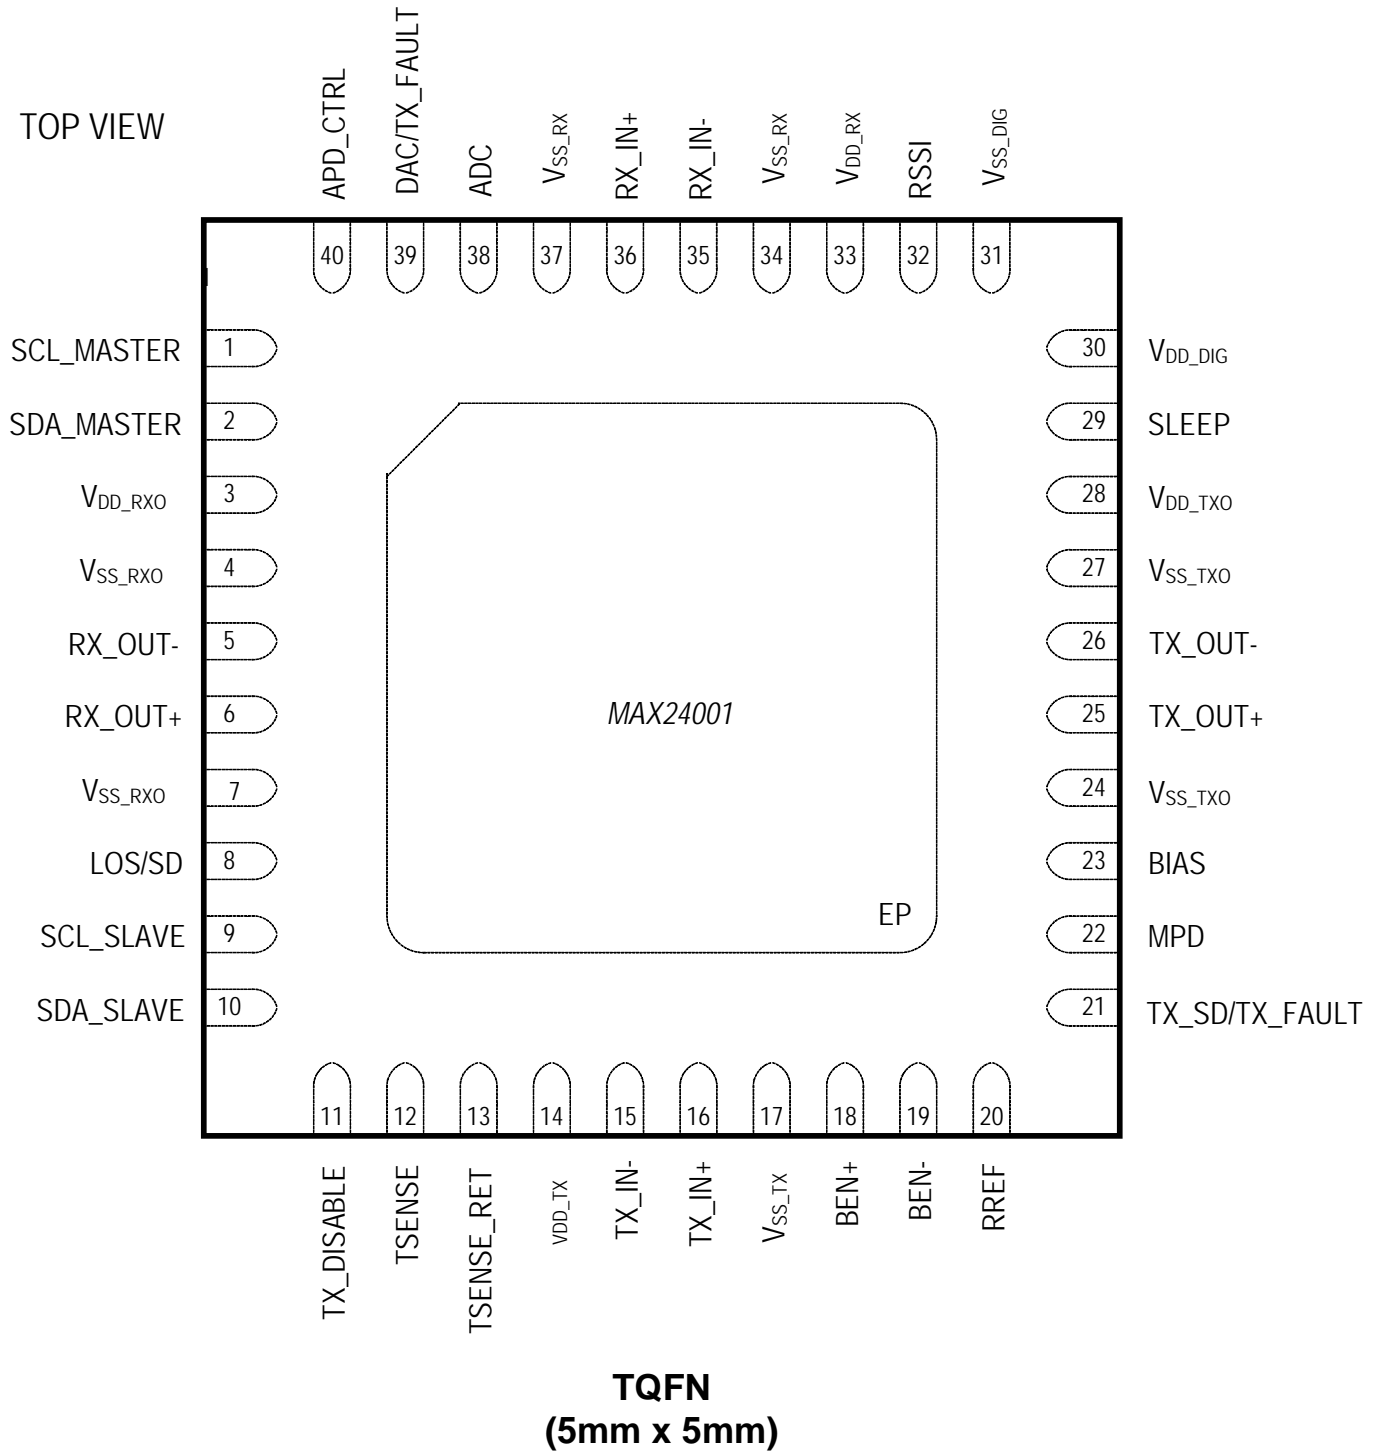 TOP VIEW
APD_CTRL
DAC/TX_FAULT
ADC
VSS_RX
RX_IN+
RX_IN-
VSS_RX
VDD_RX
RSSI
VSS_DIG
40 39 38 37 36 35 34 33 32 31
SCL_MASTER 1
SDA_MASTER 2
VDD_RXO 3
VSS_RXO 4
RX_OUT- 5
RX_OUT+ 6
VSS_RXO 7
LOS/SD 8
SCL_SLAVE 9
SDA_SLAVE 10
MAX24001
EP
30 VDD_DIG
29 SLEEP
28 VDD_TXO
27 VSS_TXO
26 TX_OUT-
25 TX_OUT+
24 VSS_TXO
23 BIAS
22 MPD
21 TX_SD/TX_FAULT
11 12 13 14 15 16 17 18 19 20
TX_DISABLE
TSENSE
TSENSE_RET
VDD_TX
TX_IN-
TX_IN+
VSS_TX
BEN+
BEN-
RREF
TQFN
(5mm x 5mm)